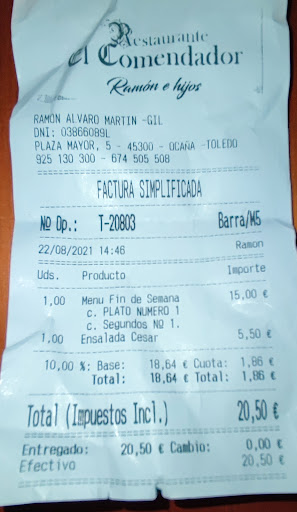 Restaurante
El Comendador
Ramón e hijos
RAMON ALVARO MARTIN -GIL
DNI: 03866089L
PLAZA MAYOR, 5 - 45300 - OCAÑA -TOLEDO
925 130 300 - 674 505 508
FACTURA SIMPLIFICADA
Nº Op.: T-20803 Barra/M5
22/08/2021 14:46 Ramon
Uds. Producto Importe
1,00 Menu Fin de Semana 15,00 €
c. PLATO NUMERO 1
c. Segundos Nº 1.
1,00 Ensalada Cesar 5,50 €
10,00 %: Base: 18,64 € Cuota: 1,86 €
Total: 18,64 € Total: 1,86 €
Total (Impuestos Incl.) 20,50 €
Entregado: 20,50 € Cambio: 0,00 €
Efectivo 20,50 €